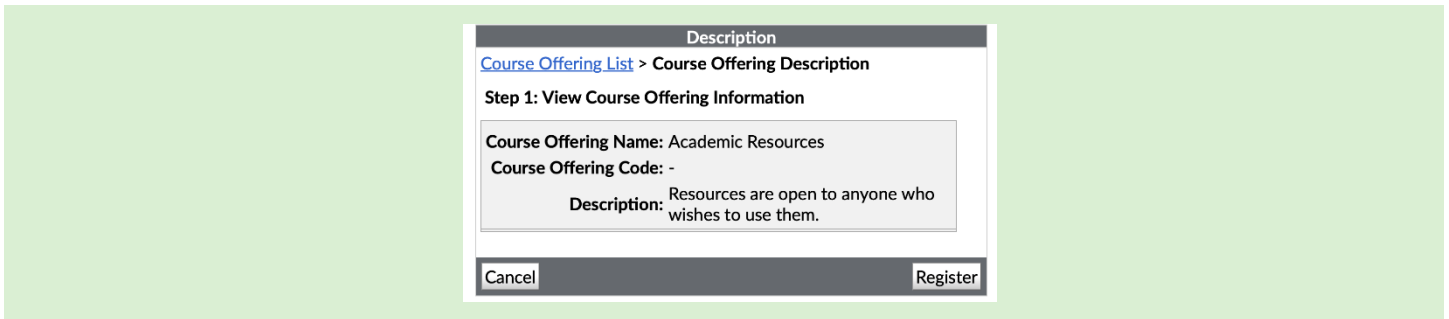 Description
Course Offering List > Course Offering Description
Step 1: View Course Offering Information
Course Offering Name: Academic Resources
Course Offering Code: -
Description: Resources are open to anyone who
wishes to use them.
Cancel Register